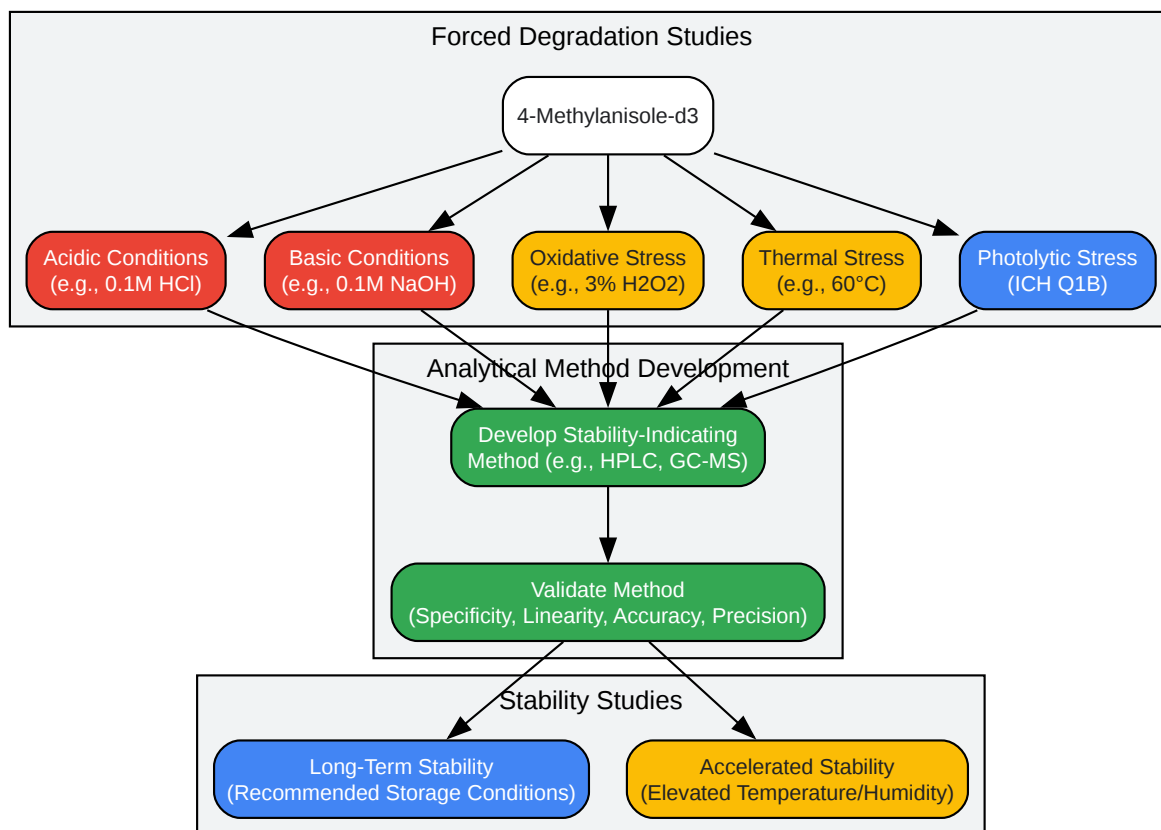 Forced Degradation Studies
4-Methylanisole-d3
Acidic Conditions
(e.g., 0.1M HCl)
Basic Conditions
(e.g., 0.1M NaOH)
Oxidative Stress
(e.g., 3% H2O2)
Thermal Stress
(e.g., 60°C)
Photolytic Stress
(ICH Q1B)
Analytical Method Development
Develop Stability-Indicating
Method (e.g., HPLC, GC-MS)
Validate Method
(Specificity, Linearity, Accuracy, Precision)
Stability Studies
Long-Term Stability
(Recommended Storage Conditions)
Accelerated Stability
(Elevated Temperature/Humidity)